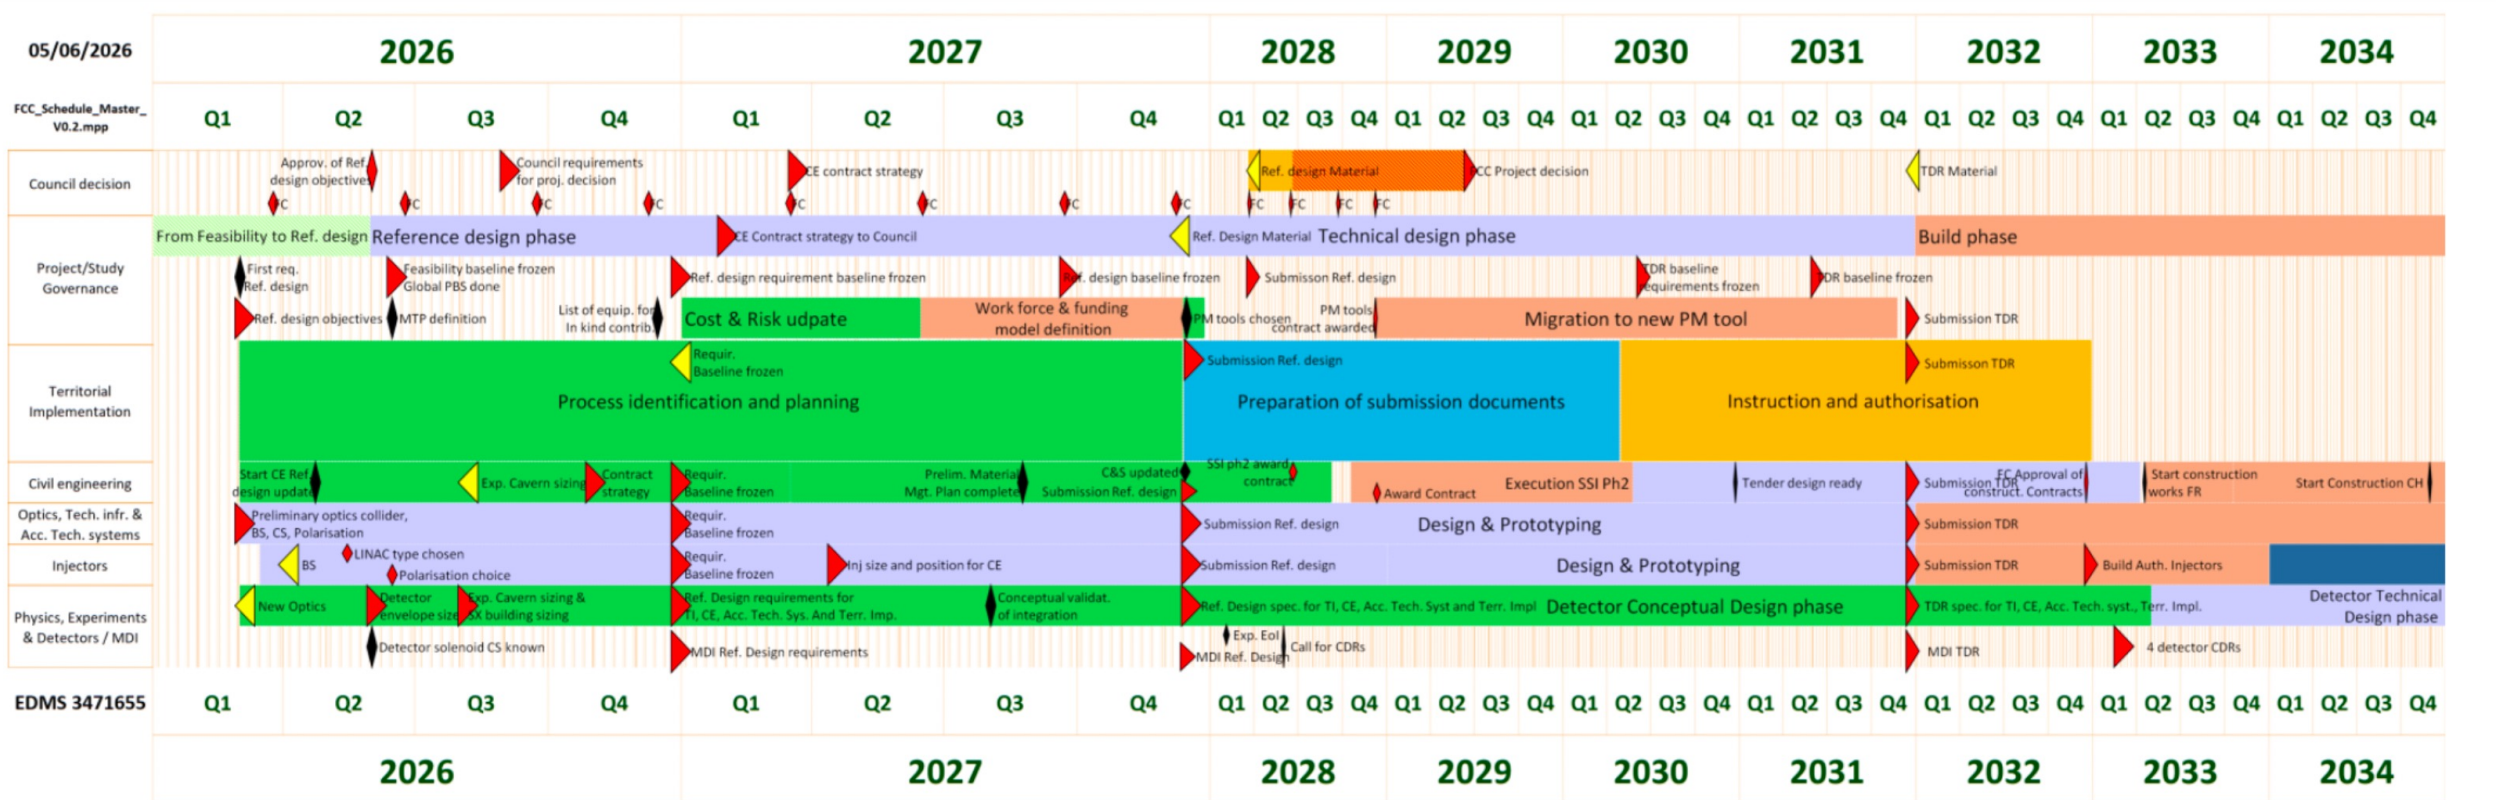 05/06/2026
2026 2027 2028 2029 2030 2031 2032 2033 2034
FCC_Schedule_Master_
V0.2.mpp
Q1 Q2 Q3 Q4 Q1 Q2 Q3 Q4 Q1 Q2 Q3 Q4 Q1 Q2 Q3 Q4 Q1 Q2 Q3 Q4 Q1 Q2 Q3 Q4 Q1 Q2 Q3 Q4 Q1 Q2 Q3 Q4 Q1 Q2 Q3 Q4
Council decision
Approv. of Ref.
design objectives
Council requirements
for proj. decision
CE contract strategy
Ref. design Material
CC Project decision
TDR Material
FC FC FC FC FC FC FC FC FC FC FC FC
Project/Study
Governance
From Feasibility to Ref. design
Reference design phase
CE Contract strategy to Council
Ref. Design Material
Technical design phase
Build phase
First req.
Ref. design
Feasibility baseline frozen
Global PBS done
Ref. design requirement baseline frozen
Ref. design baseline frozen
Submisson Ref. design
TDR baseline
requirements frozen
TDR baseline frozen
Ref. design objectives
MTP definition
List of equip. for
In kind contrib.
Cost & Risk udpate
Work force & funding
model definition
PM tools chosen
PM tools
contract awarded
Migration to new PM tool
Submission TDR
Territorial
Implementation
Requir.
Baseline frozen
Process identification and planning
Submission Ref. design
Preparation of submission documents
Instruction and authorisation
Submisson TDR
Civil engineering
Start CE Ref
design update
Exp. Cavern sizing
Contract
strategy
Requir.
Baseline frozen
Prelim. Material
Mgt. Plan complete
C&S updated
Submission Ref. design
SSI ph2 award
contract
Award Contract
Execution SSI Ph2
Tender design ready
Submission TDR
FC Approval of
construct. Contracts
Start construction
works FR
Start Construction CH
Optics, Tech. infr. &
Acc. Tech. systems
Preliminary optics collider,
BS, CS, Polarisation
Requir.
Baseline frozen
Submission Ref. design
Design & Prototyping
Submission TDR
Injectors
BS
LINAC type chosen
Polarisation choice
Requir.
Baseline frozen
Inj size and position for CE
Submission Ref. design
Design & Prototyping
Submission TDR
Build Auth. Injectors
Physics, Experiments
& Detectors / MDI
New Optics
Detector
envelope size
Exp. Cavern sizing &
SX building sizing
Ref. Design requirements for
TI, CE, Acc. Tech. Sys. And Terr. Imp.
Conceptual validat.
of integration
Ref. Design spec. for TI, CE, Acc. Tech. Syst and Terr. Impl
Detector Conceptual Design phase
TDR spec. for TI, CE, Acc. Tech. syst., Terr. Impl.
Detector Technical
Design phase
Detector solenoid CS known
MDI Ref. Design requirements
MDI Ref. Design
Exp. EoI
Call for CDRs
MDI TDR
4 detector CDRs
EDMS 3471655
Q1 Q2 Q3 Q4 Q1 Q2 Q3 Q4 Q1 Q2 Q3 Q4 Q1 Q2 Q3 Q4 Q1 Q2 Q3 Q4 Q1 Q2 Q3 Q4 Q1 Q2 Q3 Q4 Q1 Q2 Q3 Q4 Q1 Q2 Q3 Q4
2026 2027 2028 2029 2030 2031 2032 2033 2034